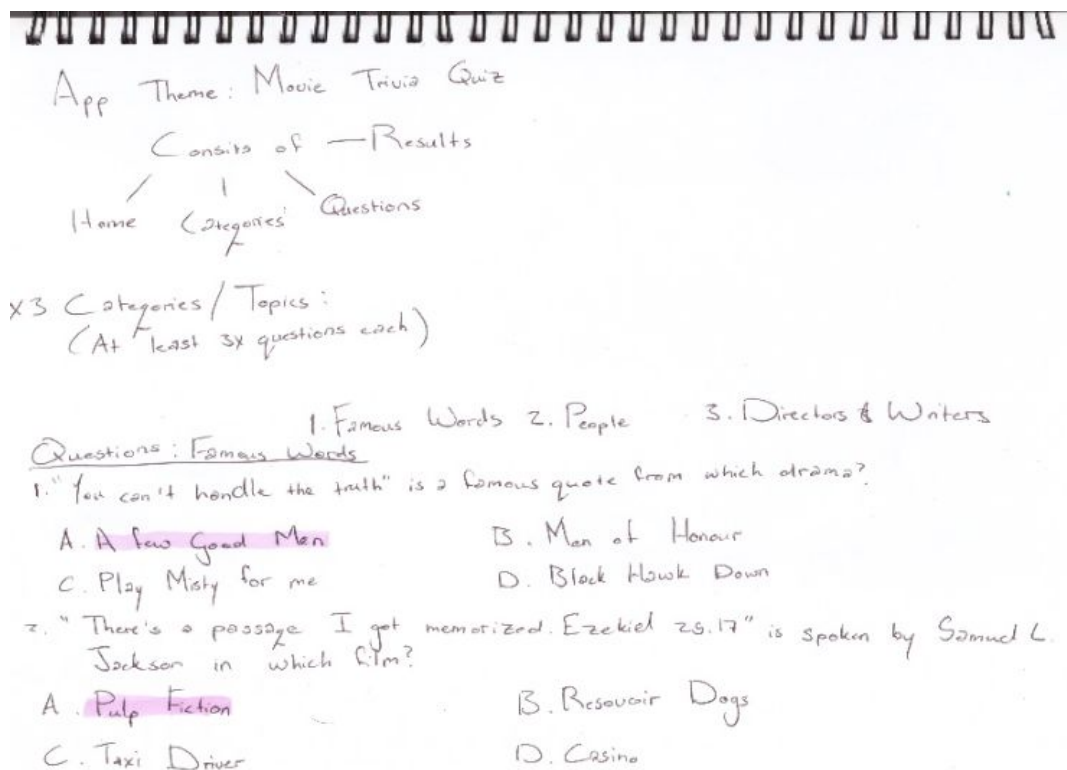 App Theme: Movie Trivia Quiz
Consits of — Results
Home Categories Questions
x3 Categories / Topics:
(At least 3x questions each)
1. Famous Words 2. People 3. Directors & Writers
Questions: Famous Words
1. "You can't handle the truth" is a famous quote from which drama?
A. A few Good Men B. Men of Honour
C. Play Misty for me D. Black Hawk Down
2. "There's a passage I got memorized. Ezekiel 25.17" is spoken by Samuel L.
Jackson in which film?
A. Pulp Fiction B. Resovoir Dogs
C. Taxi Driver D. Casino